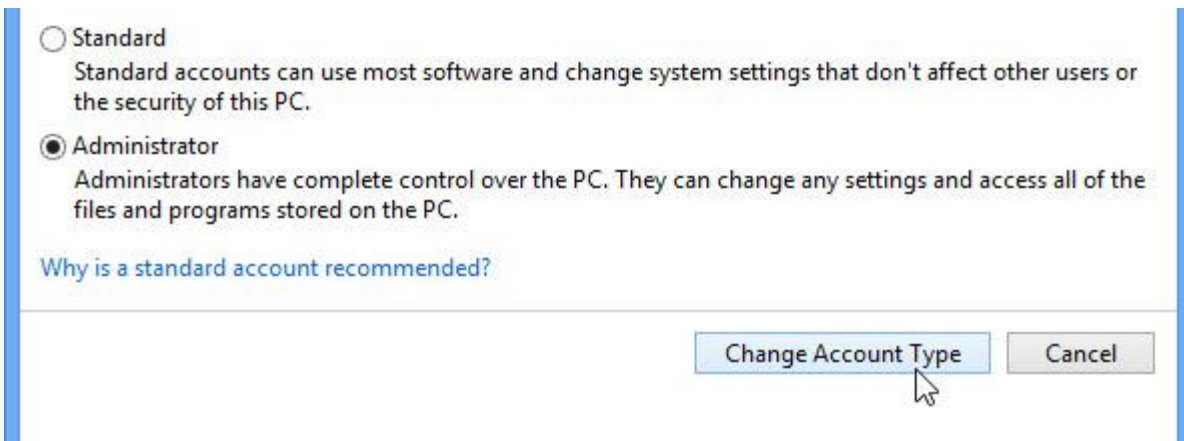 Standard
Standard accounts can use most software and change system settings that don't affect other users or
the security of this PC.
Administrator
Administrators have complete control over the PC. They can change any settings and access all of the
files and programs stored on the PC.
Why is a standard account recommended?
Change Account Type
Cancel